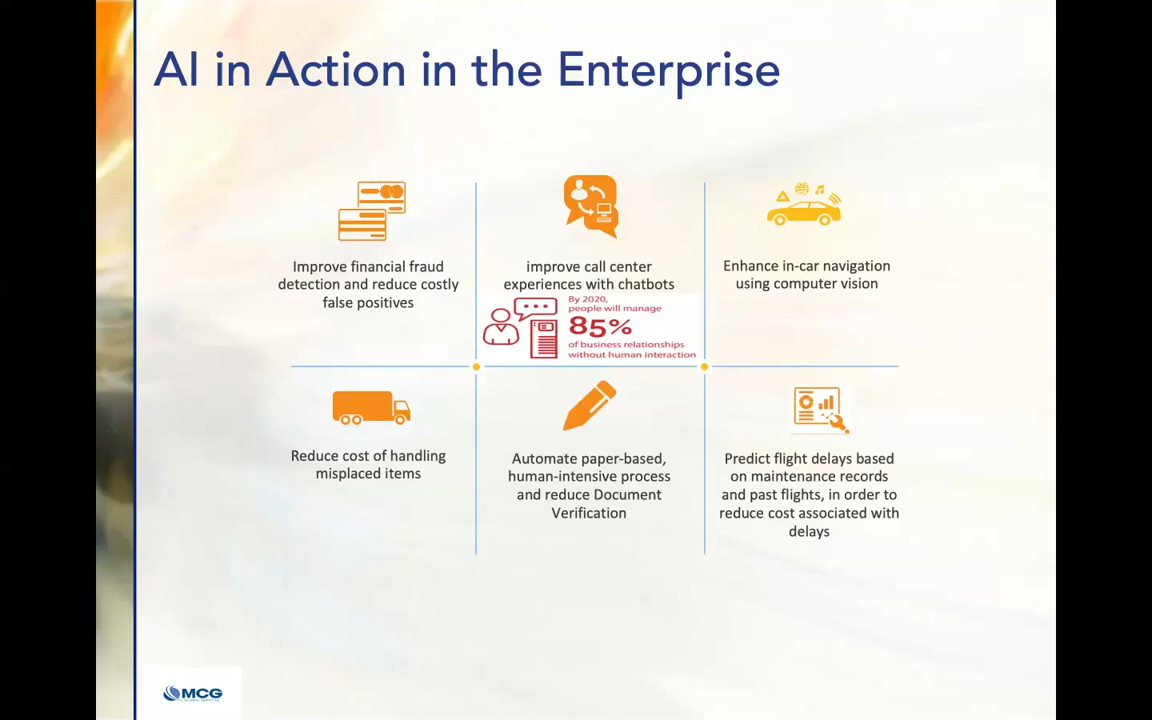 AI in Action in the Enterprise
Improve financial fraud
detection and reduce costly
false positives
improve call center
experiences with chatbots
By 2020,
people will manage
85%
of business relationships
without human interaction
Enhance in-car navigation
using computer vision
Reduce cost of handling
misplaced items
Automate paper-based,
human-intensive process
and reduce Document
Verification
Predict flight delays based
on maintenance records
and past flights, in order to
reduce cost associated with
delays
MCG